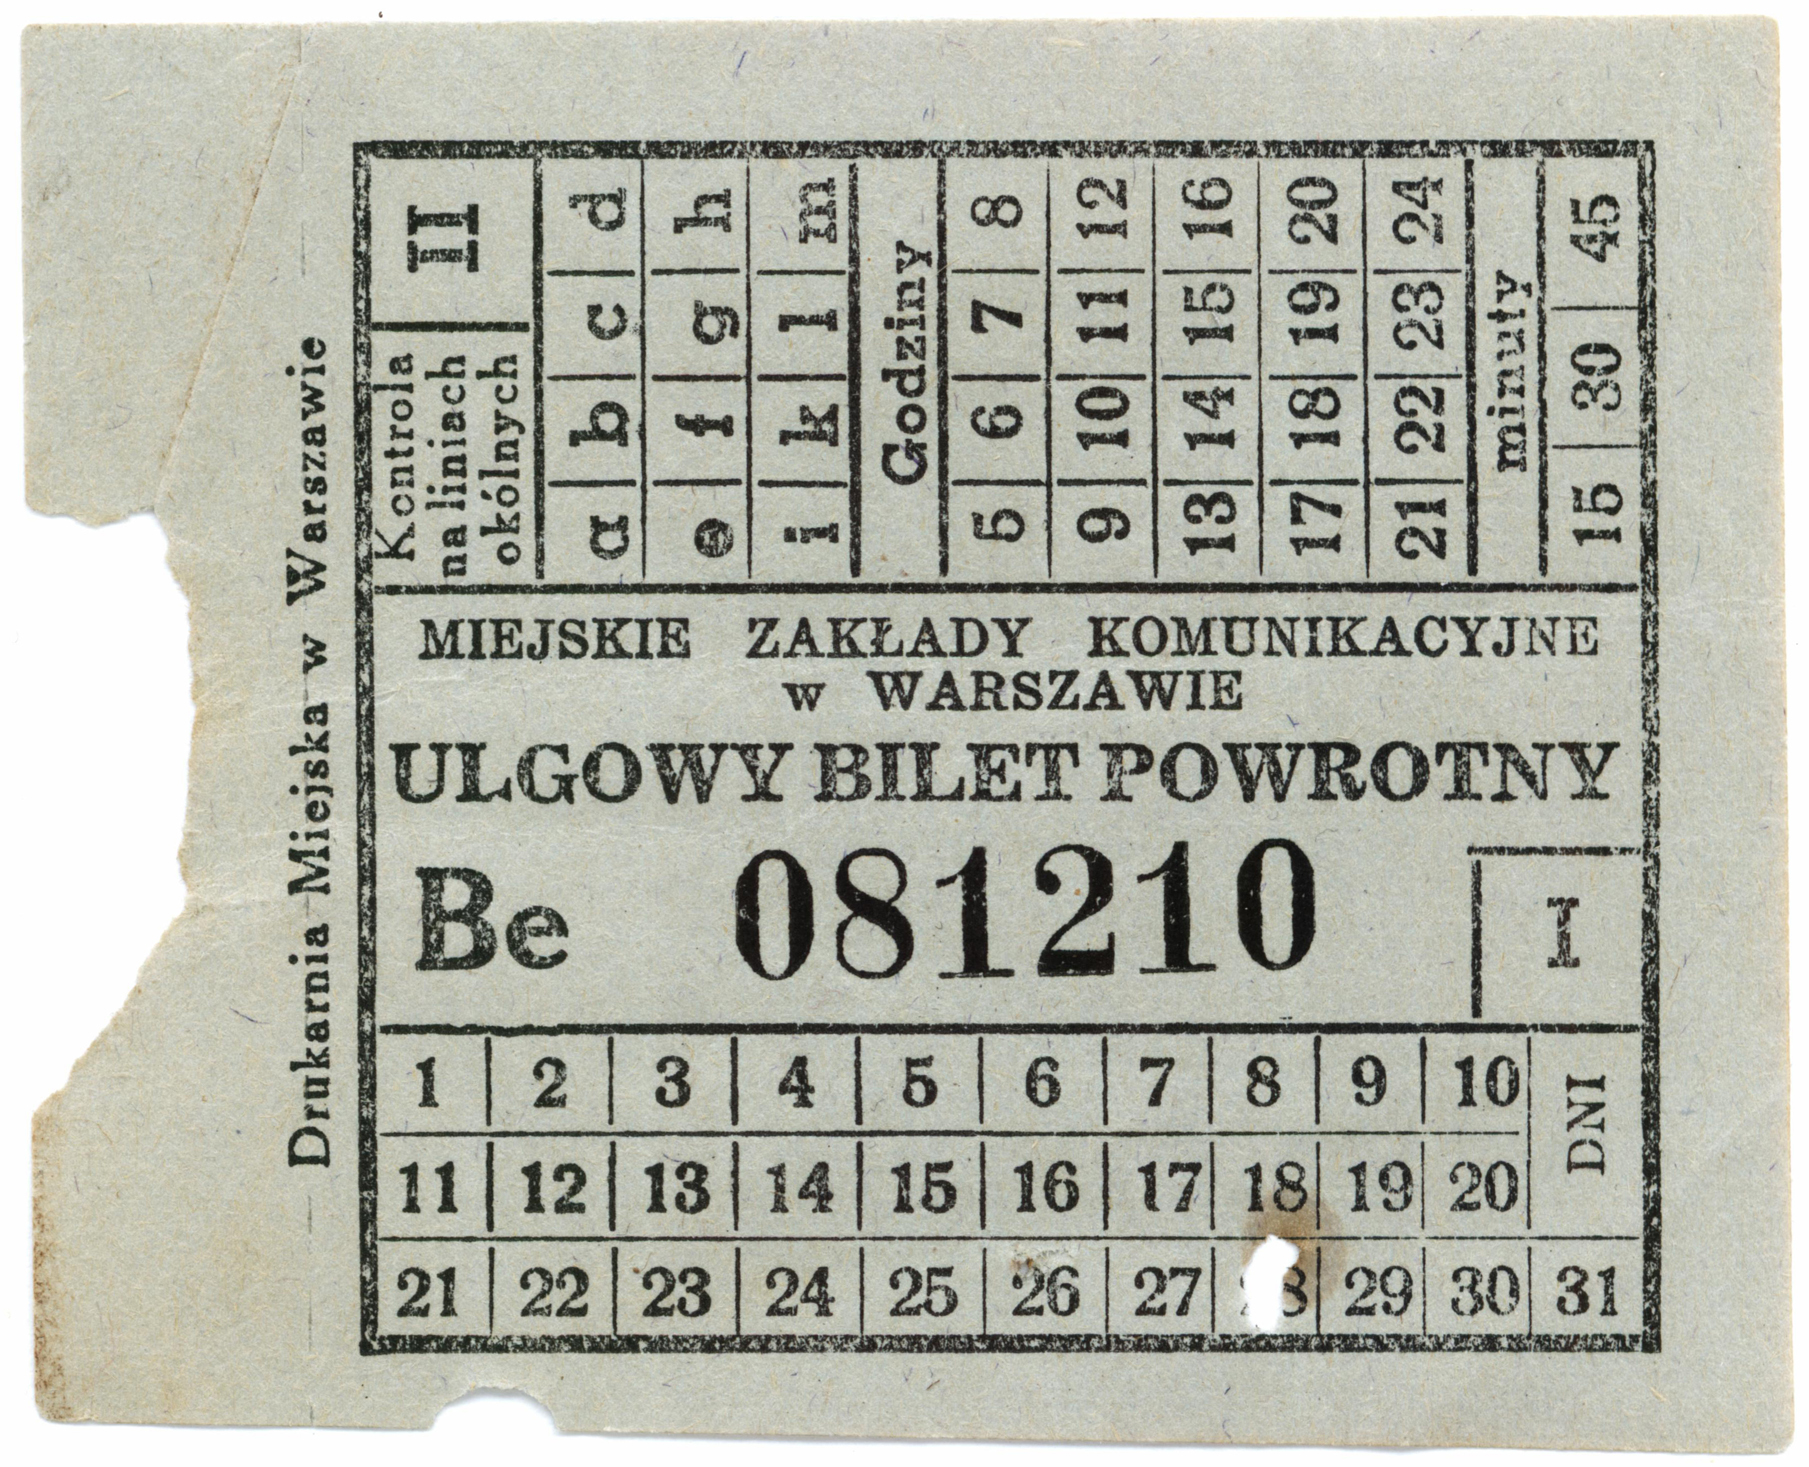 Drukarnia Miejska w Warszawie
Kontrola
na liniach
okólnych
II
a b c d
e f g h
i k l m
Godziny
5 6 7 8
9 10 11 12
13 14 15 16
17 18 19 20
21 22 23 24
minuty
15 30 45
MIEJSKIE ZAKŁADY KOMUNIKACYJNE
w WARSZAWIE
ULGOWY BILET POWROTNY
Be 081210
I
1 2 3 4 5 6 7 8 9 10
DNI
11 12 13 14 15 16 17 18 19 20
21 22 23 24 25 26 27 28 29 30 31